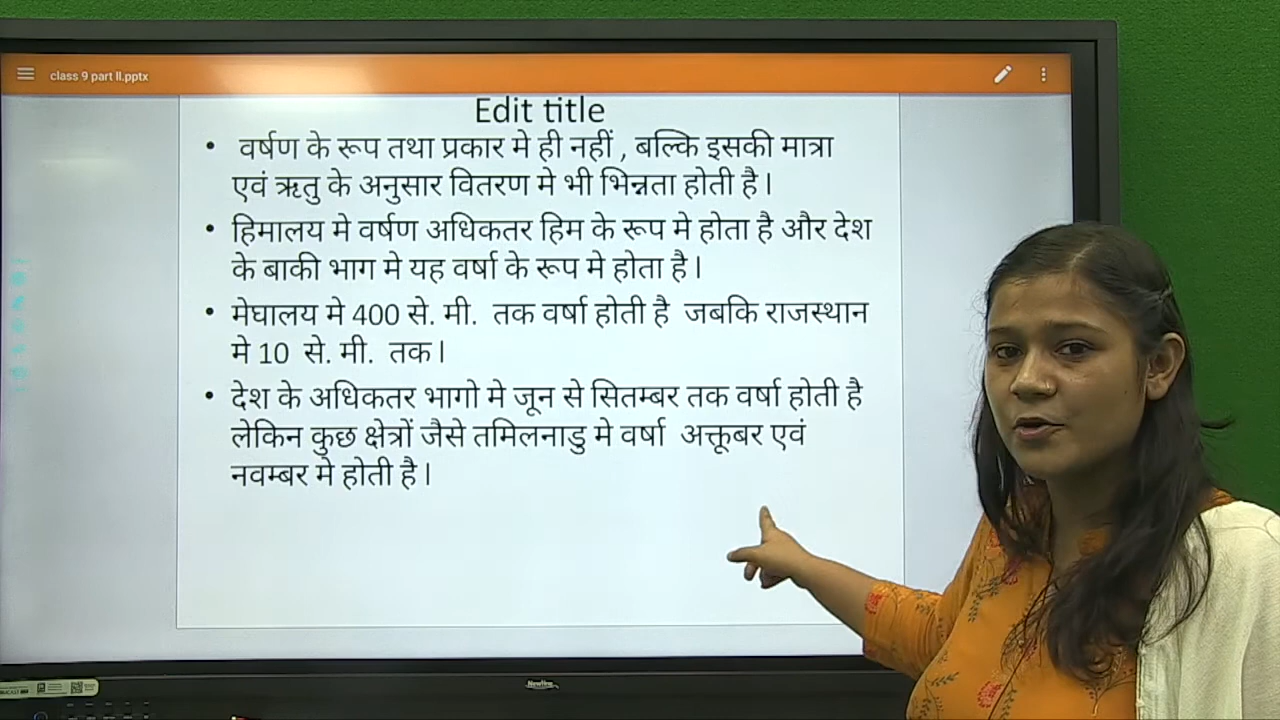 class 9 part II.pptx
Edit title
• वर्षण के रूप तथा प्रकार मे ही नहीं , बल्कि इसकी मात्रा
एवं ऋतु के अनुसार वितरण मे भी भिन्नता होती है l
• हिमालय मे वर्षण अधिकतर हिम के रूप मे होता है और देश
के बाकी भाग मे यह वर्षा के रूप मे होता है l
• मेघालय मे 400 से. मी. तक वर्षा होती है जबकि राजस्थान
मे 10 से. मी. तक l
• देश के अधिकतर भागो मे जून से सितम्बर तक वर्षा होती है
लेकिन कुछ क्षेत्रों जैसे तमिलनाडु मे वर्षा अक्तूबर एवं
नवम्बर मे होती है l
Newline